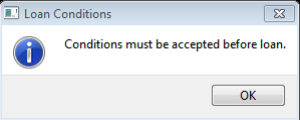 Loan Conditions
Conditions must be accepted before loan.
OK